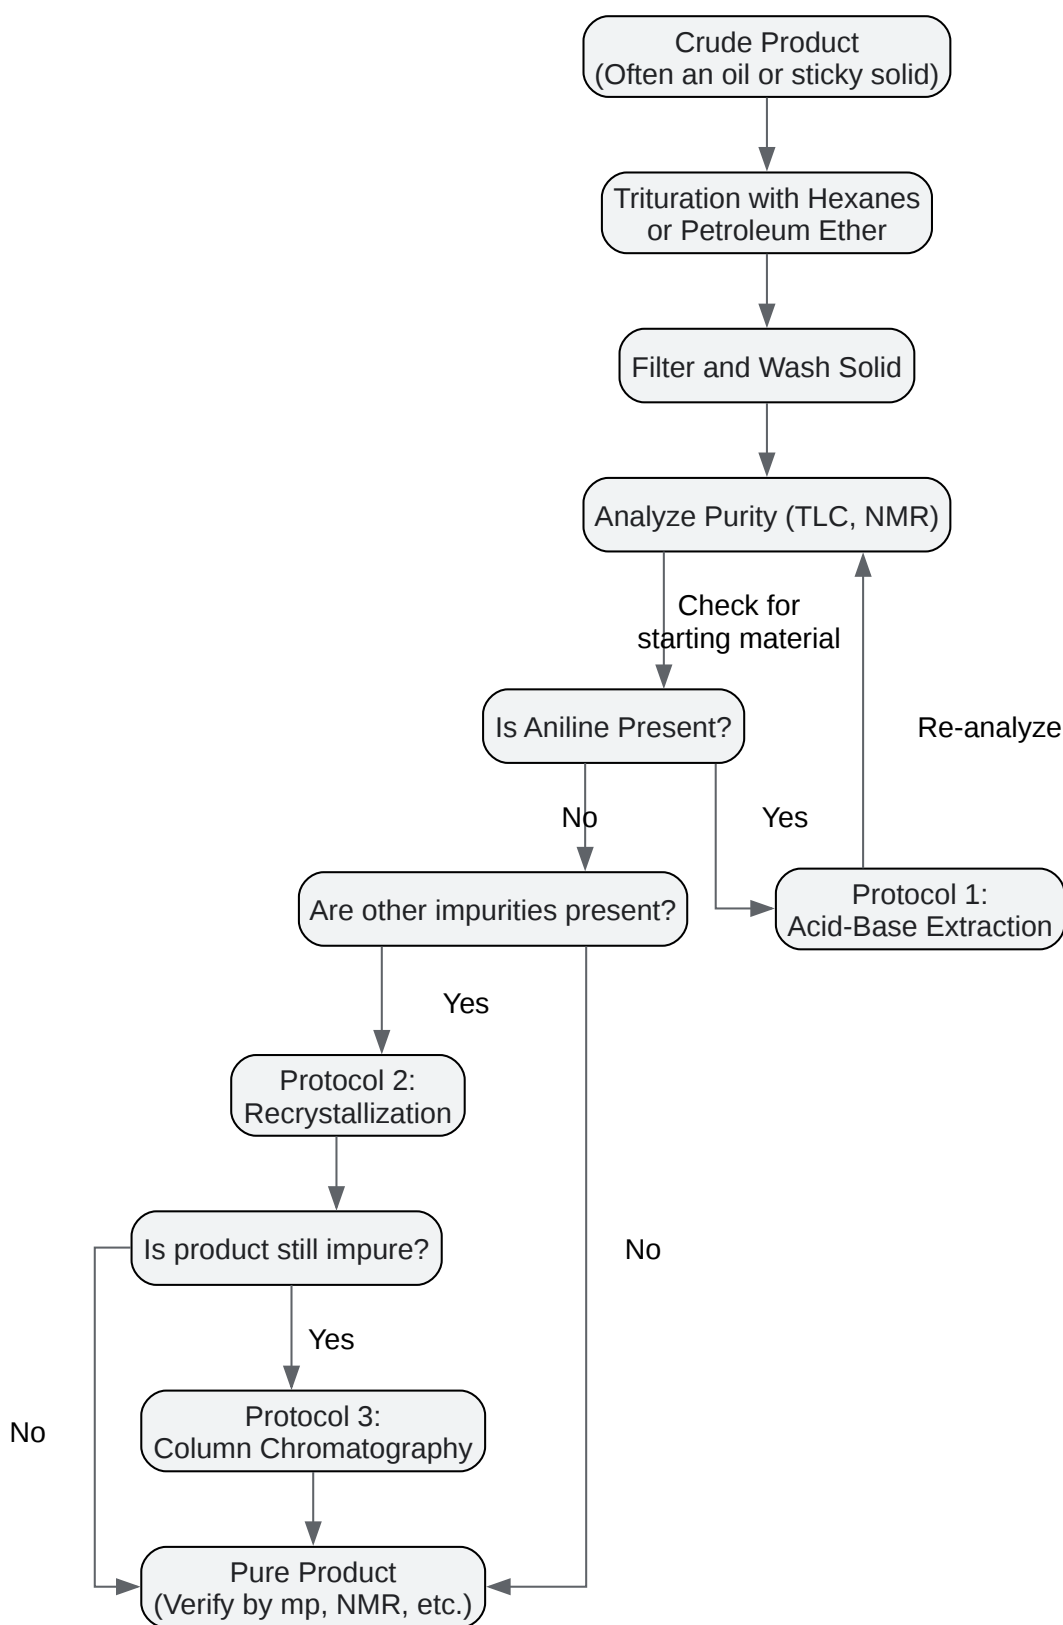 Crude Product
(Often an oil or sticky solid)
Trituration with Hexanes
or Petroleum Ether
Filter and Wash Solid
Analyze Purity (TLC, NMR)
Check for
starting material
Is Aniline Present?
Re-analyze
No
Yes
Are other impurities present?
Protocol 1:
Acid-Base Extraction
Yes
Protocol 2:
Recrystallization
Is product still impure?
No
Yes
Protocol 3:
Column Chromatography
No
Pure Product
(Verify by mp, NMR, etc.)